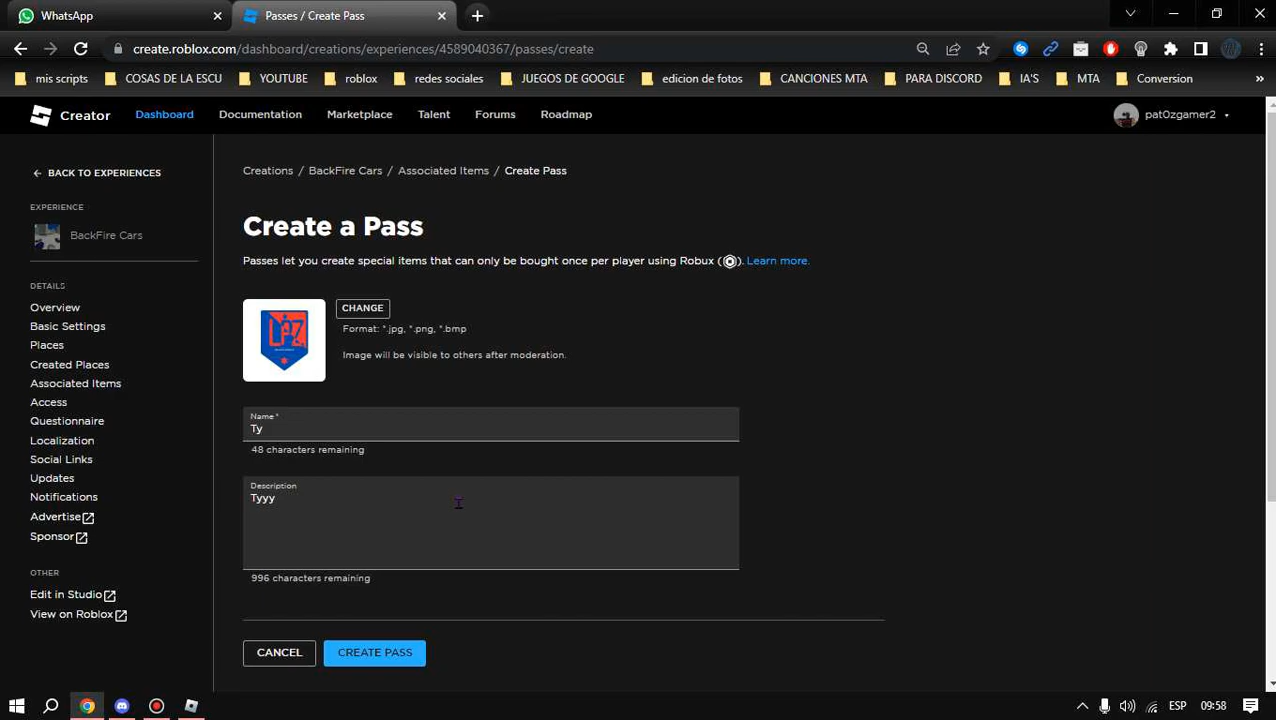 WhatsApp
Passes / Create Pass
create.roblox.com/dashboard/creations/experiences/4589040367/passes/create
mis scripts COSAS DE LA ESCU YOUTUBE roblox redes sociales JUEGOS DE GOOGLE edicion de fotos CANCIONES MTA PARA DISCORD IA'S MTA Conversion »
Creator Dashboard Documentation Marketplace Talent Forums Roadmap pat0zgamer2
BACK TO EXPERIENCES
EXPERIENCE
BackFire Cars
DETAILS
Overview
Basic Settings
Places
Created Places
Associated Items
Access
Questionnaire
Localization
Social Links
Updates
Notifications
Advertise
Sponsor
OTHER
Edit in Studio
View on Roblox
Creations / BackFire Cars / Associated Items / Create Pass
Create a Pass
Passes let you create special items that can only be bought once per player using Robux ( ). Learn more.
CHANGE
Format: *.jpg, *.png, *.bmp
Image will be visible to others after moderation.
Name *
Ty
48 characters remaining
Description
Tyyy
996 characters remaining
CANCEL CREATE PASS
ESP 09:58